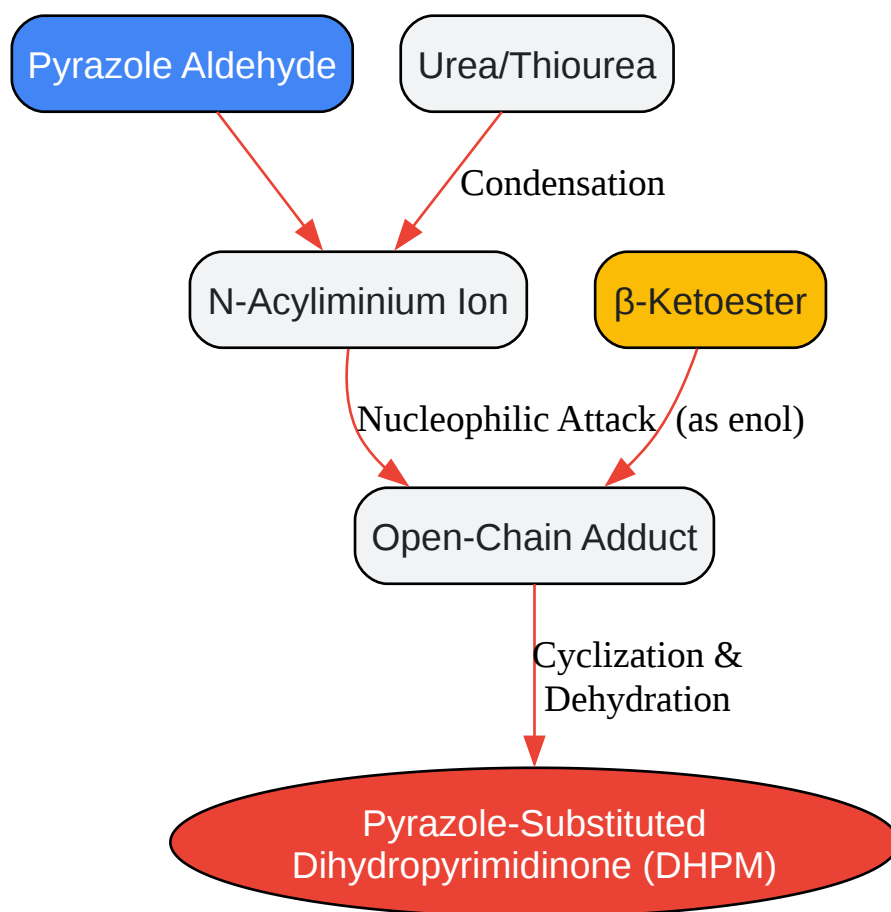 Pyrazole Aldehyde
Urea/Thiourea
Condensation
N-Acyliminium Ion
β-Ketoester
Nucleophilic Attack
(as enol)
Open-Chain Adduct
Cyclization &
Dehydration
Pyrazole-Substituted
Dihydropyrimidinone (DHPM)